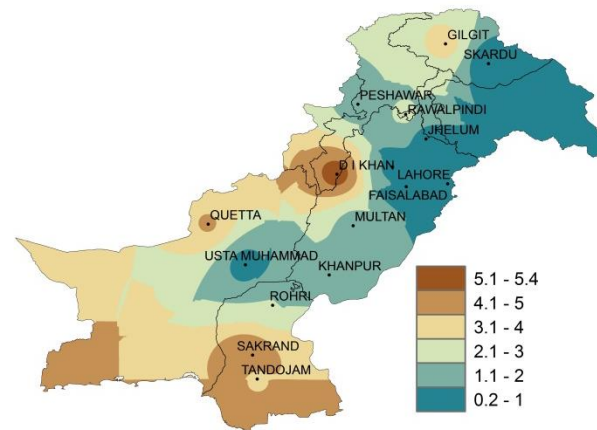 GILGIT
SKARDU
PESHAWAR
RAWALPINDI
JHELUM
D I KHAN
LAHORE
FAISALABAD
QUETTA
MULTAN
USTA MUHAMMAD
KHANPUR
ROHRI
SAKRAND
TANDOJAM
5.1 - 5.4
4.1 - 5
3.1 - 4
2.1 - 3
1.1 - 2
0.2 - 1